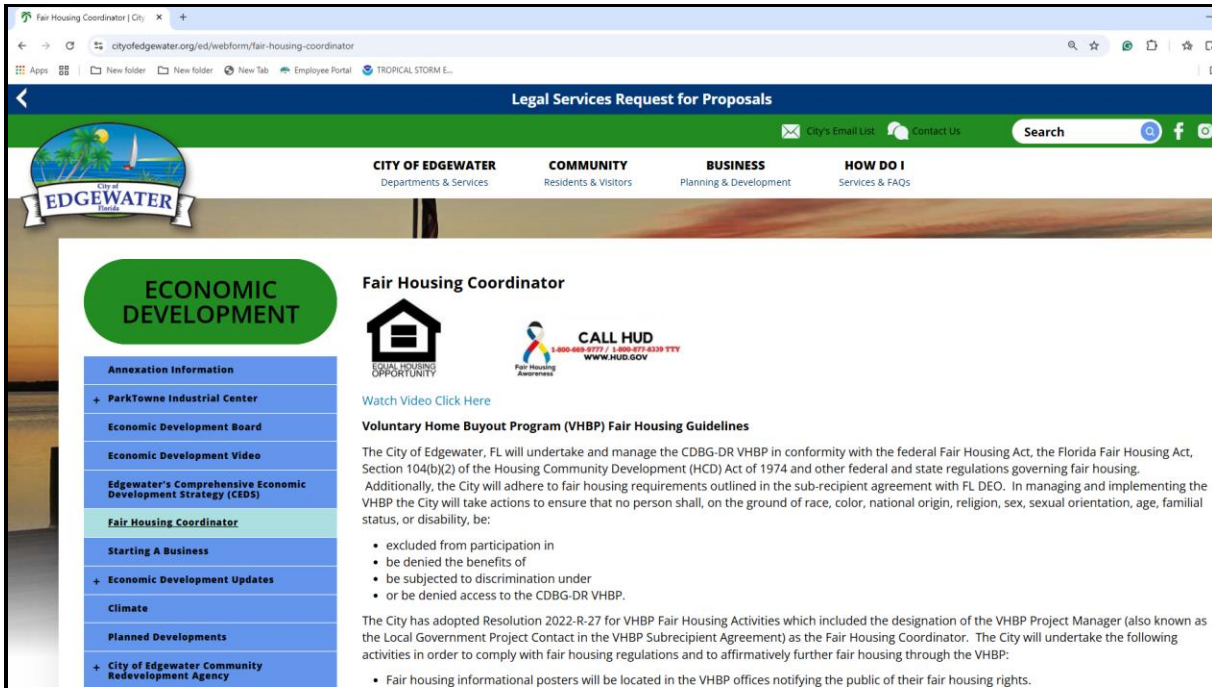 Fair Housing Coordinator | City
cityofedgewater.org/ed/webform/fair-housing-coordinator
Apps
New folder
New folder
New Tab
Employee Portal
TROPICAL STORM E...
Legal Services Request for Proposals
City's Email List
Contact Us
Search
City of
EDGEWATER
Florida
CITY OF EDGEWATER
Departments & Services
COMMUNITY
Residents & Visitors
BUSINESS
Planning & Development
HOW DO I
Services & FAQs
ECONOMIC
DEVELOPMENT
Annexation Information
+ ParkTowne Industrial Center
Economic Development Board
Economic Development Video
Edgewater's Comprehensive Economic
Development Strategy (CEDS)
Fair Housing Coordinator
Starting A Business
+ Economic Development Updates
Climate
Planned Developments
+ City of Edgewater Community
Redevelopment Agency
Fair Housing Coordinator
EQUAL HOUSING
OPPORTUNITY
CALL HUD
1-800-669-9777 / 1-800-877-8339 TTY
WWW.HUD.GOV
Fair Housing
Awareness
Watch Video Click Here
Voluntary Home Buyout Program (VHBP) Fair Housing Guidelines
The City of Edgewater, FL will undertake and manage the CDBG-DR VHBP in conformity with the federal Fair Housing Act, the Florida Fair Housing Act,
Section 104(b)(2) of the Housing Community Development (HCD) Act of 1974 and other federal and state regulations governing fair housing.
Additionally, the City will adhere to fair housing requirements outlined in the sub-recipient agreement with FL DEO. In managing and implementing the
VHBP the City will take actions to ensure that no person shall, on the ground of race, color, national origin, religion, sex, sexual orientation, age, familial
status, or disability, be:
• excluded from participation in
• be denied the benefits of
• be subjected to discrimination under
• or be denied access to the CDBG-DR VHBP.
The City has adopted Resolution 2022-R-27 for VHBP Fair Housing Activities which included the designation of the VHBP Project Manager (also known as
the Local Government Project Contact in the VHBP Subrecipient Agreement) as the Fair Housing Coordinator. The City will undertake the following
activities in order to comply with fair housing regulations and to affirmatively further fair housing through the VHBP:
• Fair housing informational posters will be located in the VHBP offices notifying the public of their fair housing rights.